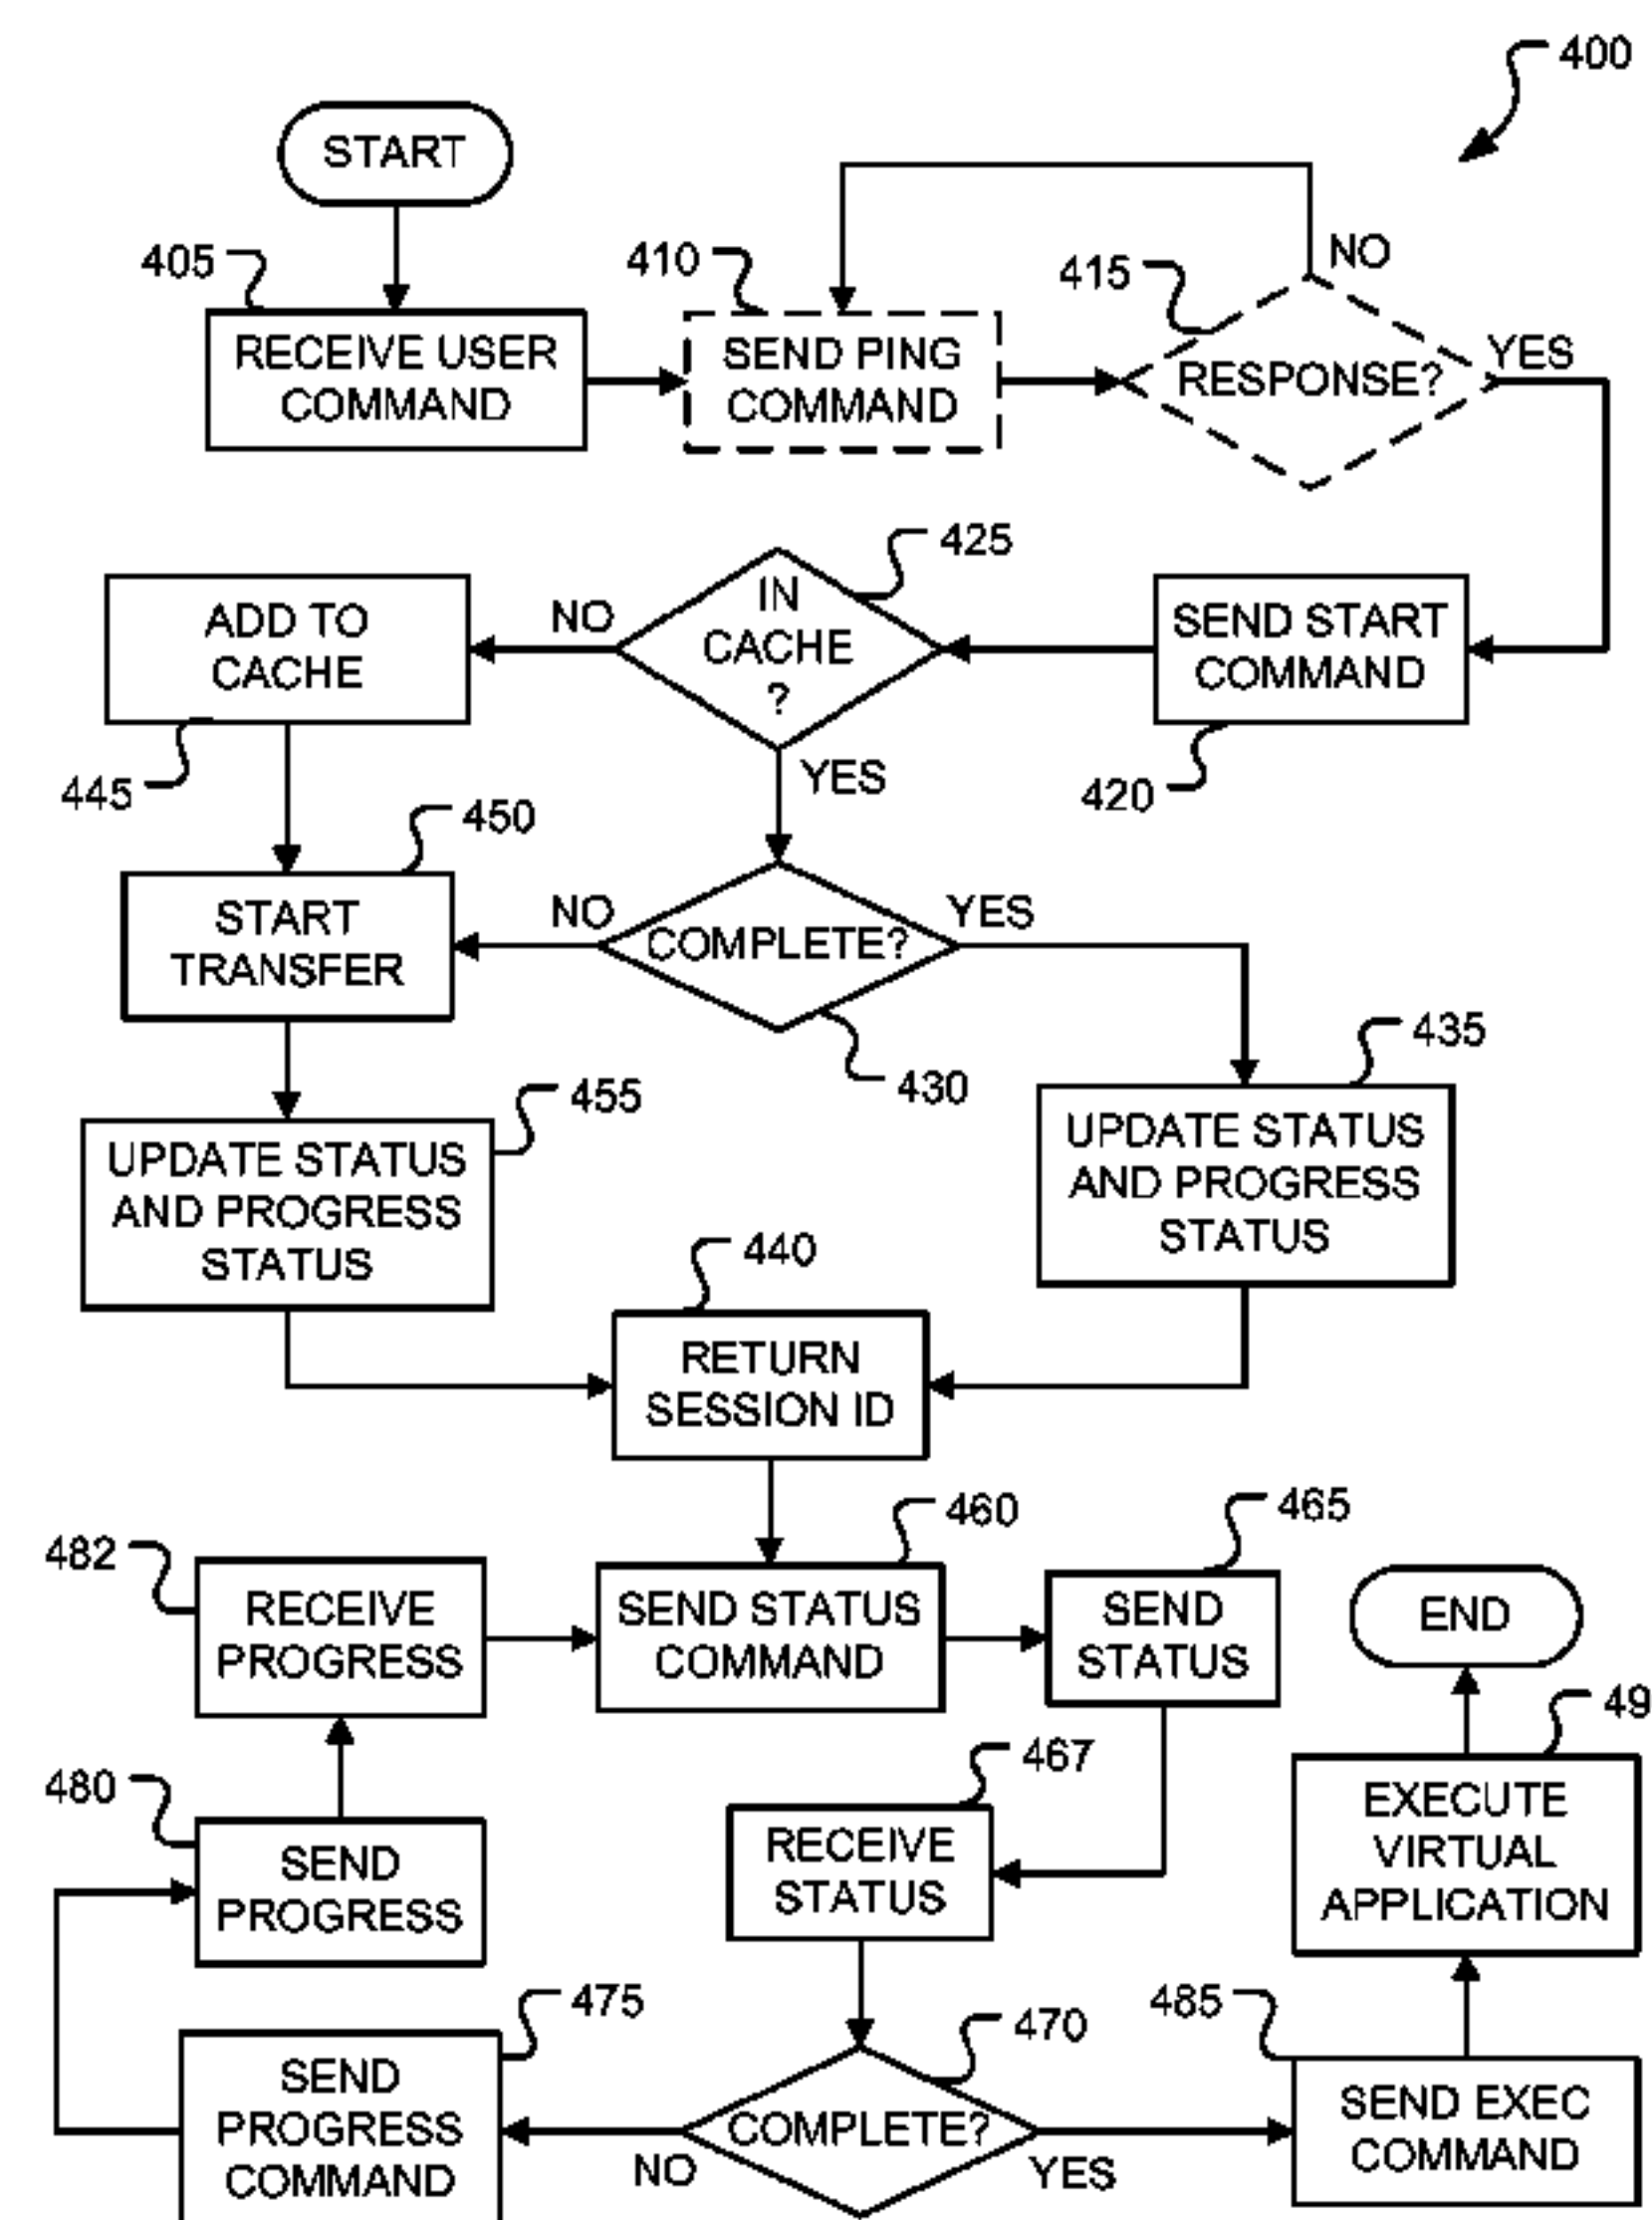 400
START
405
RECEIVE USER
COMMAND
410
SEND PING
COMMAND
415
RESPONSE?
NO
YES
425
IN
CACHE
?
NO
YES
ADD TO
CACHE
445
SEND START
COMMAND
420
450
START
TRANSFER
NO
COMPLETE?
YES
430
435
UPDATE STATUS
AND PROGRESS
STATUS
455
UPDATE STATUS
AND PROGRESS
STATUS
440
RETURN
SESSION ID
482
RECEIVE
PROGRESS
460
SEND STATUS
COMMAND
465
SEND
STATUS
END
467
RECEIVE
STATUS
49
EXECUTE
VIRTUAL
APPLICATION
480
SEND
PROGRESS
475
SEND
PROGRESS
COMMAND
470
COMPLETE?
NO
YES
485
SEND EXEC
COMMAND